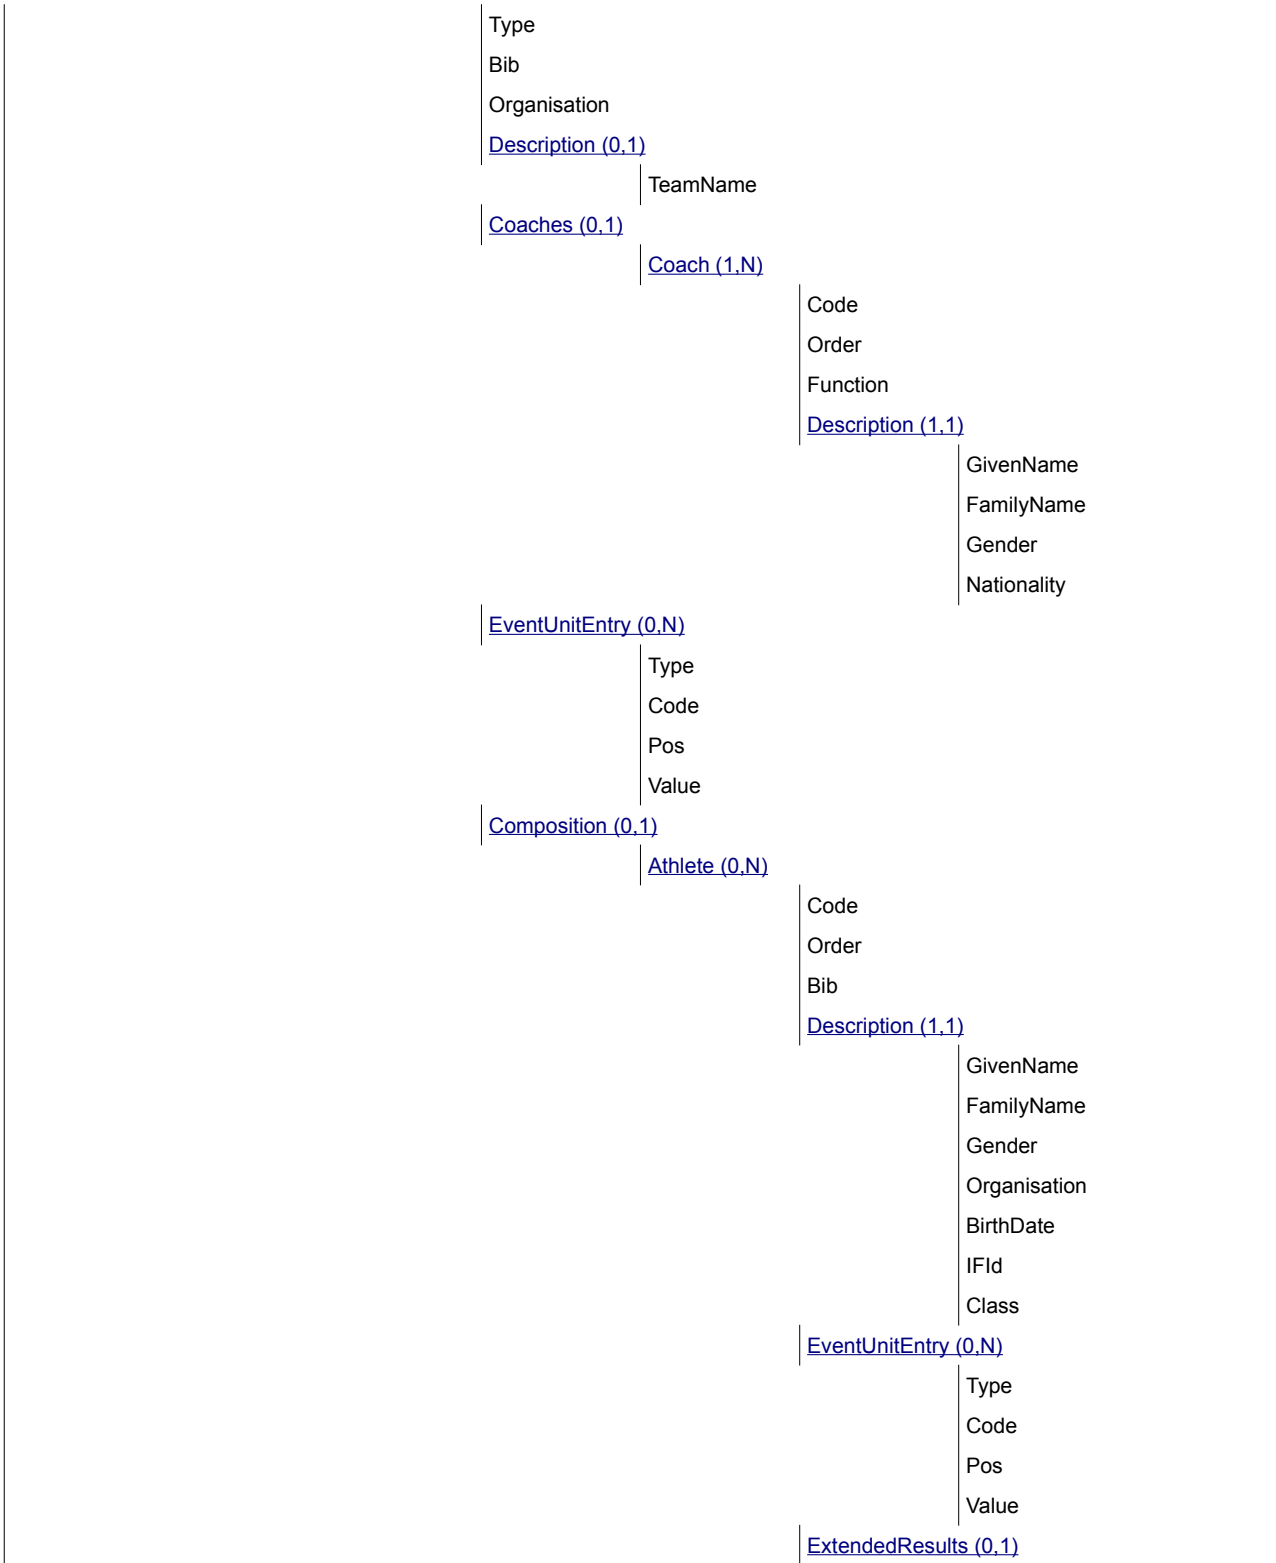 Type
Bib
Organisation
Description (0,1)
TeamName
Coaches (0,1)
Coach (1,N)
Code
Order
Function
Description (1,1)
GivenName
FamilyName
Gender
Nationality
EventUnitEntry (0,N)
Type
Code
Pos
Value
Composition (0,1)
Athlete (0,N)
Code
Order
Bib
Description (1,1)
GivenName
FamilyName
Gender
Organisation
BirthDate
IFId
Class
EventUnitEntry (0,N)
Type
Code
Pos
Value
ExtendedResults (0,1)